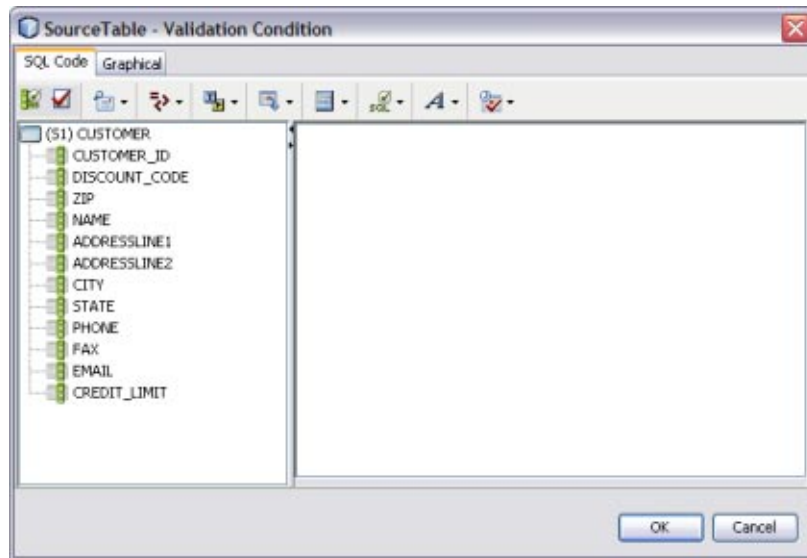 SourceTable - Validation Condition
SQL Code Graphical
SQL A
(S1) CUSTOMER
CUSTOMER_ID
DISCOUNT_CODE
ZIP
NAME
ADDRESSLINE1
ADDRESSLINE2
CITY
STATE
PHONE
FAX
EMAIL
CREDIT_LIMIT
OK Cancel